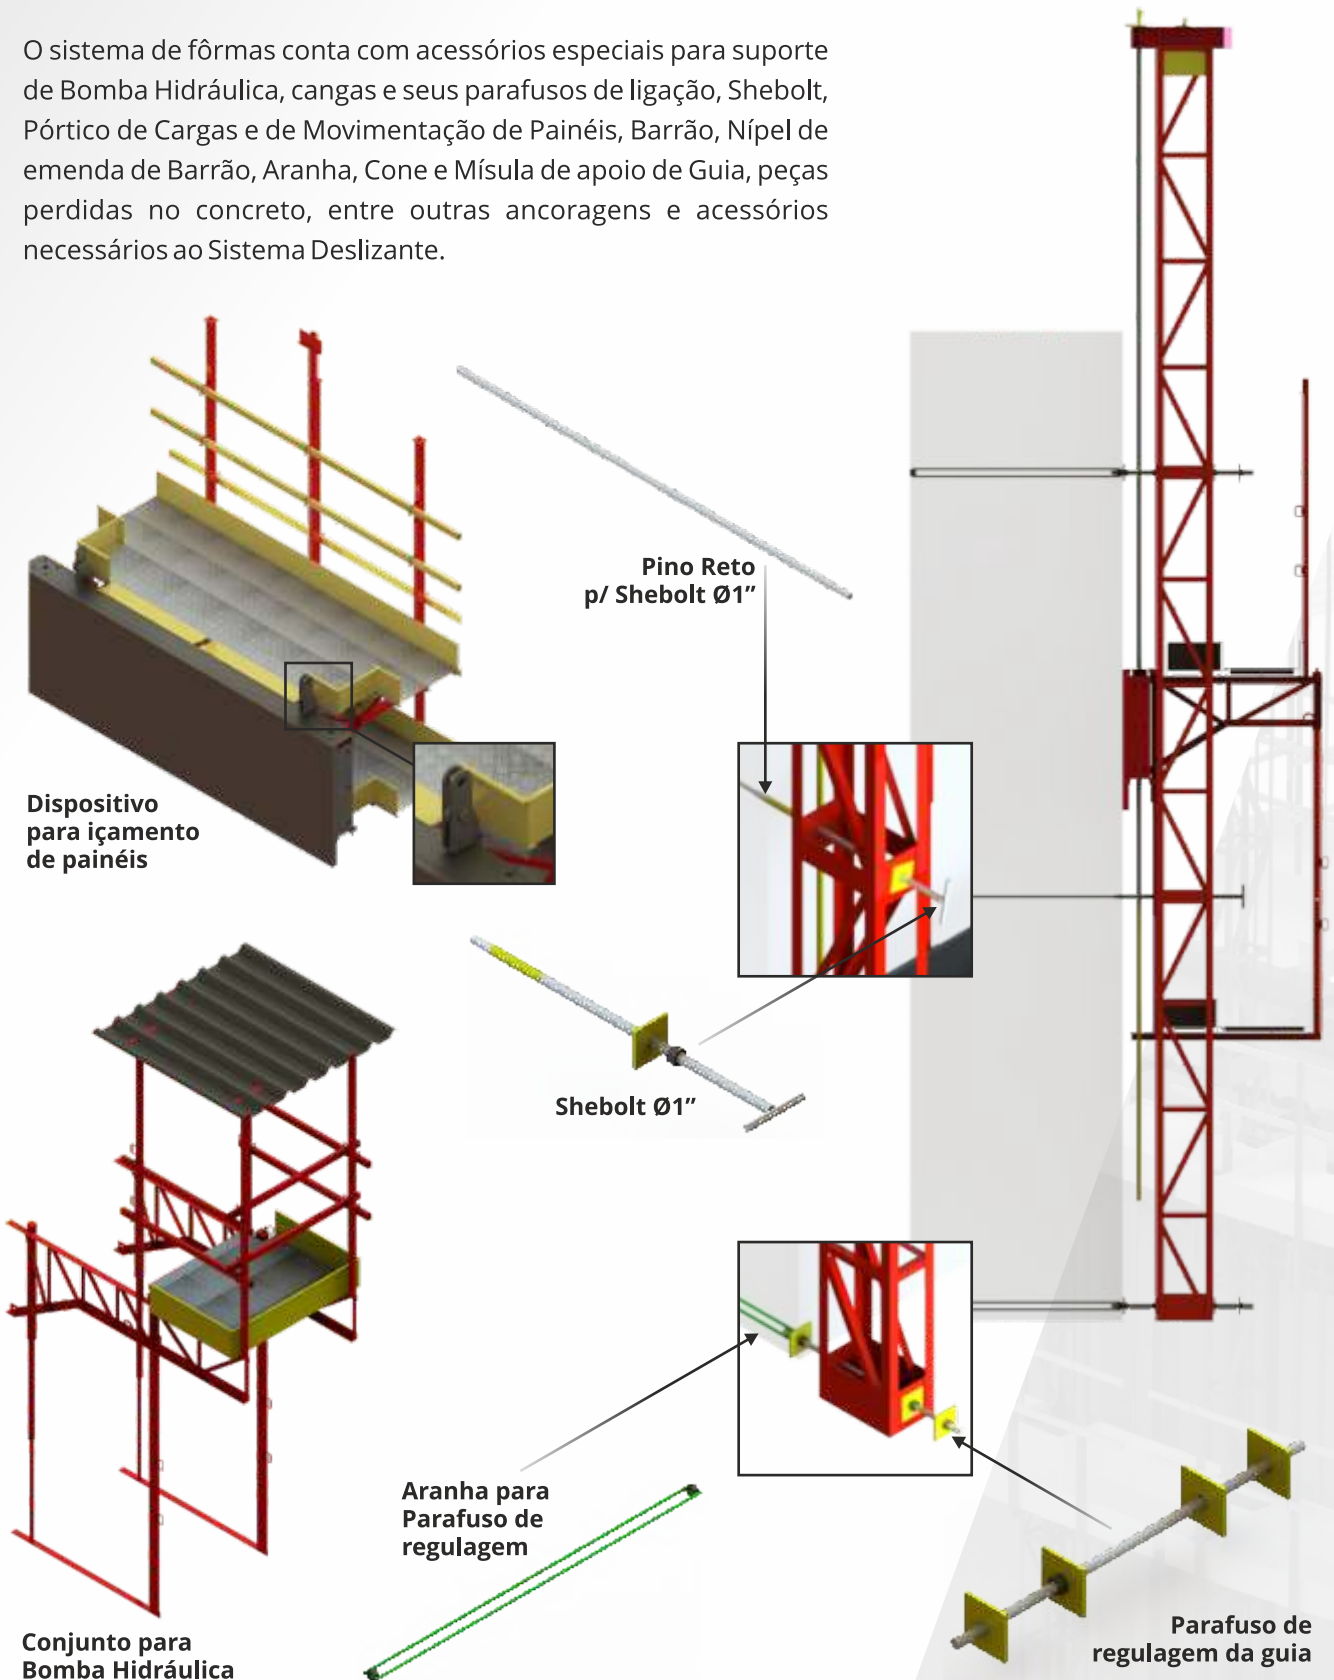 O sistema de fôrmas conta com acessórios especiais para suporte
de Bomba Hidráulica, cangas e seus parafusos de ligação, Shebolt,
Pórtico de Cargas e de Movimentação de Painéis, Barrão, Nípel de
emenda de Barrão, Aranha, Cone e Mísula de apoio de Guia, peças
perdidas no concreto, entre outras ancoragens e acessórios
necessários ao Sistema Deslizante.
Pino Reto
p/ Shebolt Ø1”
Dispositivo
para içamento
de painéis
Shebolt Ø1”
Aranha para
Parafuso de
regulagem
Conjunto para
Bomba Hidráulica
Parafuso de
regulagem da guia